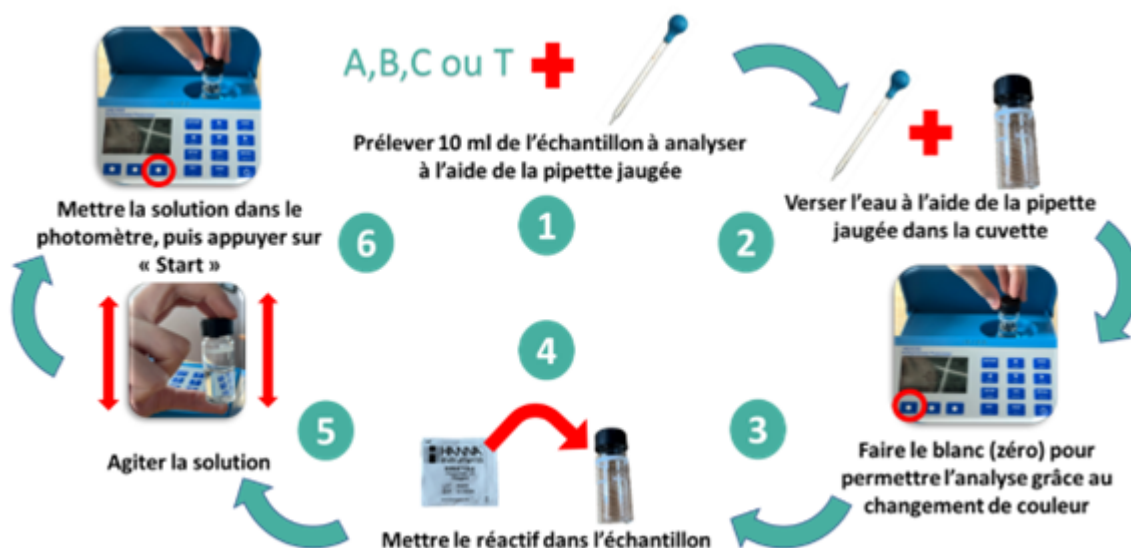 A,B,C ou T
Prélever 10 ml de l'échantillon à analyser
à l'aide de la pipette jaugée
1
Verser l'eau à l'aide de la pipette
jaugée dans la cuvette
2
Faire le blanc (zéro) pour
permettre l'analyse grâce au
changement de couleur
3
4
HANNA
instruments
Mettre le réactif dans l'échantillon
5
Agiter la solution
6
Mettre la solution dans le
photomètre, puis appuyer sur
« Start »